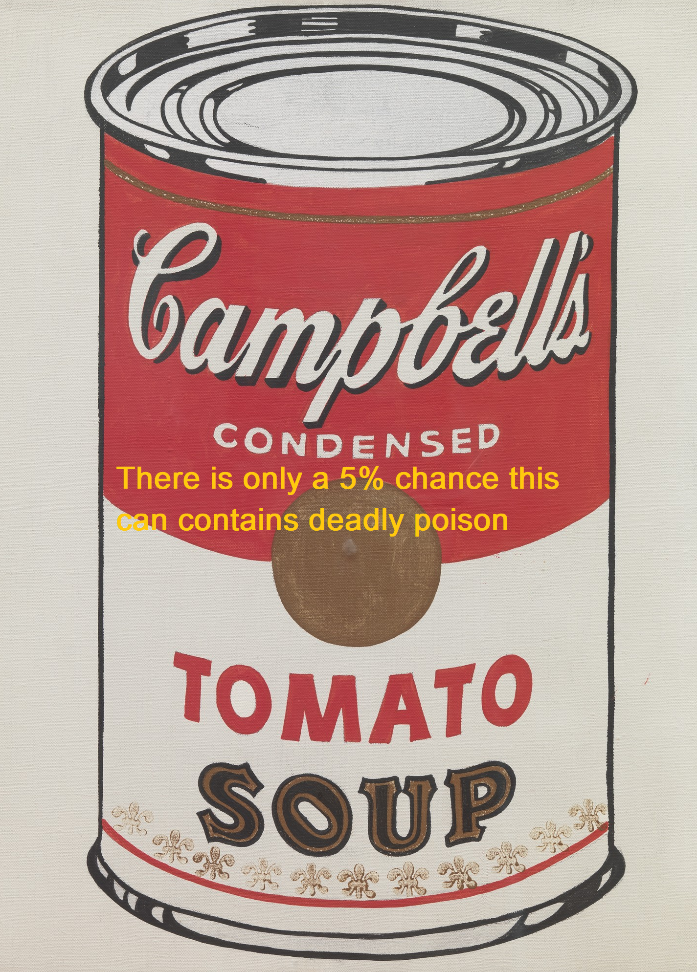 Campbell's
CONDENSED
There is only a 5% chance this
can contains deadly poison
TOMATO
SOUP